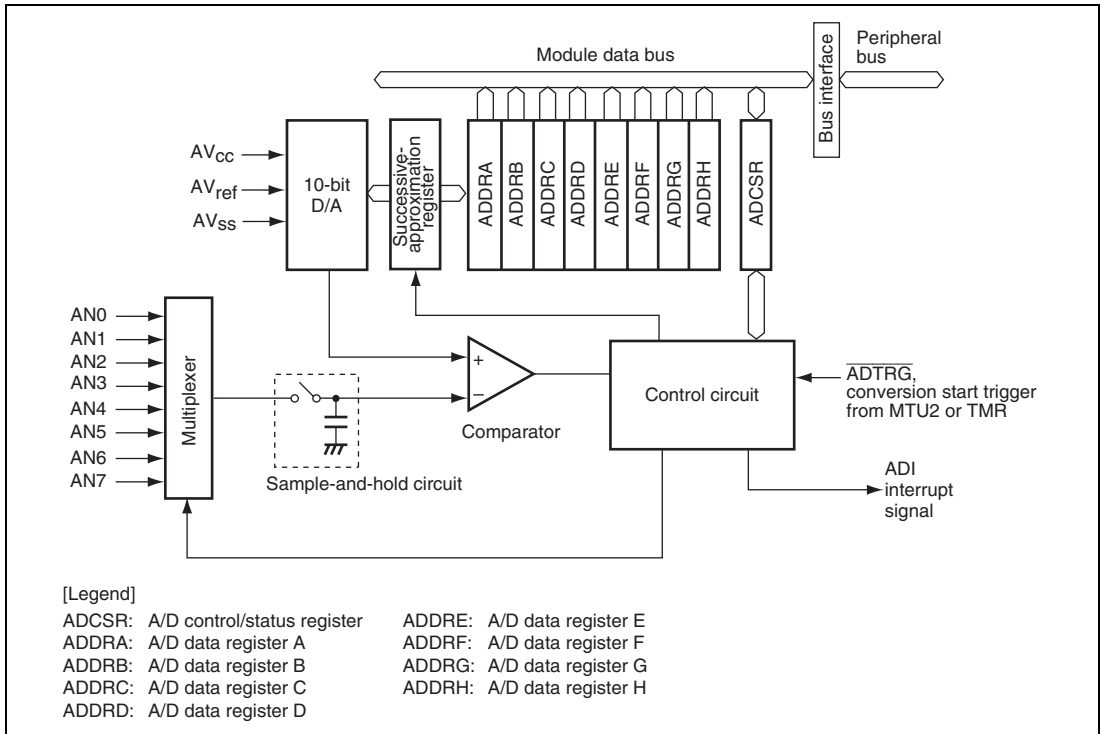 Module data bus
Peripheral
bus
Bus interface
AVcc
AVref
AVss
10-bit
D/A
Successive-
approximation
register
ADDRA
ADDRB
ADDRC
ADDRD
ADDRE
ADDRF
ADDRG
ADDRH
ADCSR
AN0
AN1
AN2
AN3
AN4
AN5
AN6
AN7
Multiplexer
+
−
Comparator
Sample-and-hold circuit
Control circuit
ADTRG,
conversion start trigger
from MTU2 or TMR
ADI
interrupt
signal
[Legend]
ADCSR: A/D control/status register
ADDRA: A/D data register A
ADDRB: A/D data register B
ADDRC: A/D data register C
ADDRD: A/D data register D
ADDRE: A/D data register E
ADDRF: A/D data register F
ADDRG: A/D data register G
ADDRH: A/D data register H